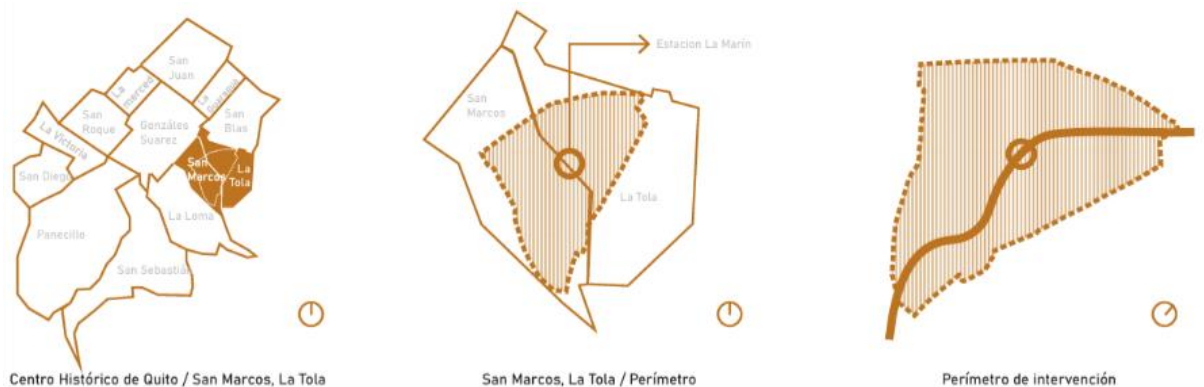 San
Juan
La
merced
La
Guaragua
San
Roque
Gonzáles
Suarez
San
Blas
La Victoria
San
Marcos
La
Tola
San Diego
La Loma
Panecillo
San Sebastián
Centro Histórico de Quito / San Marcos, La Tola
Estacion La Marín
San
Marcos
La Tola
San Marcos, La Tola / Perímetro
Perímetro de intervención